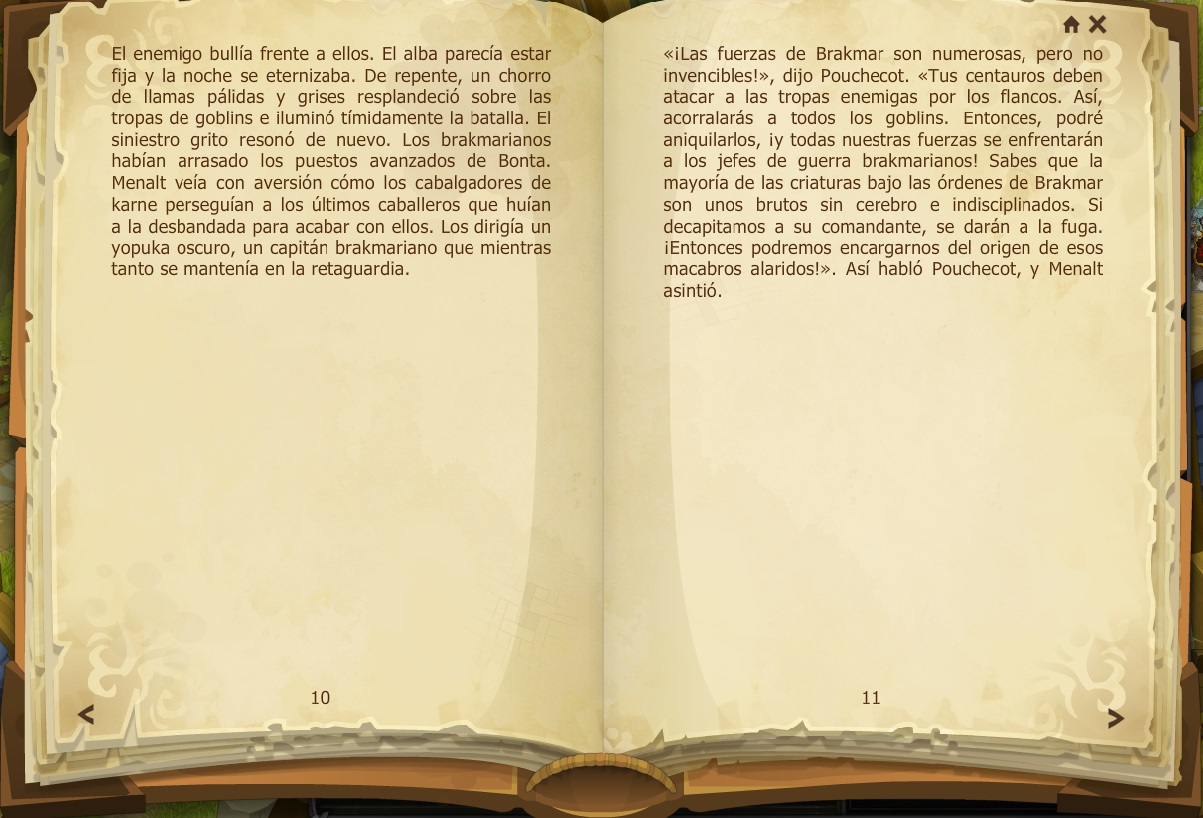 El enemigo bullía frente a ellos. El alba parecía estar
fija y la noche se eternizaba. De repente, un chorro
de llamas pálidas y grises resplandeció sobre las
tropas de goblins e iluminó tímidamente la batalla. El
siniestro grito resonó de nuevo. Los brakmarianos
habían arrasado los puestos avanzados de Bonta.
Menalt veía con aversión cómo los cabalgadores de
karne perseguían a los últimos caballeros que huían
a la desbandada para acabar con ellos. Los dirigía un
yopuka oscuro, un capitán brakmariano que mientras
tanto se mantenía en la retaguardia.
10
«¡Las fuerzas de Brakmar son numerosas, pero no
invencibles!», dijo Pouchecot. «Tus centauros deben
atacar a las tropas enemigas por los flancos. Así,
acorralarás a todos los goblins. Entonces, podré
aniquilarlos, ¡y todas nuestras fuerzas se enfrentarán
a los jefes de guerra brakmarianos! Sabes que la
mayoría de las criaturas bajo las órdenes de Brakmar
son unos brutos sin cerebro e indisciplinados. Si
decapitamos a su comandante, se darán a la fuga.
¡Entonces podremos encargarnos del origen de esos
macabros alaridos!». Así habló Pouchecot, y Menalt
asintió.
11